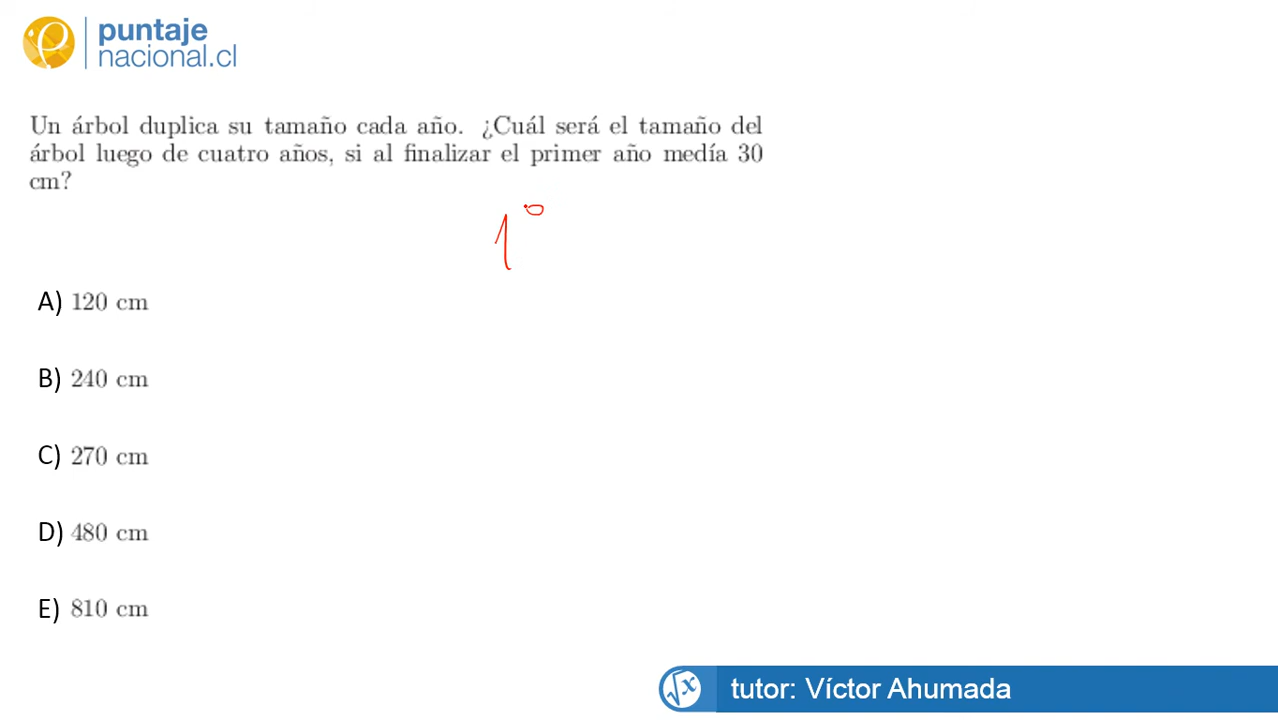 puntaje
nacional.cl
Un árbol duplica su tamaño cada año. ¿Cuál será el tamaño del
árbol luego de cuatro años, si al finalizar el primer año medía 30
cm?
1°
A) 120 cm
B) 240 cm
C) 270 cm
D) 480 cm
E) 810 cm
√x
tutor: Víctor Ahumada